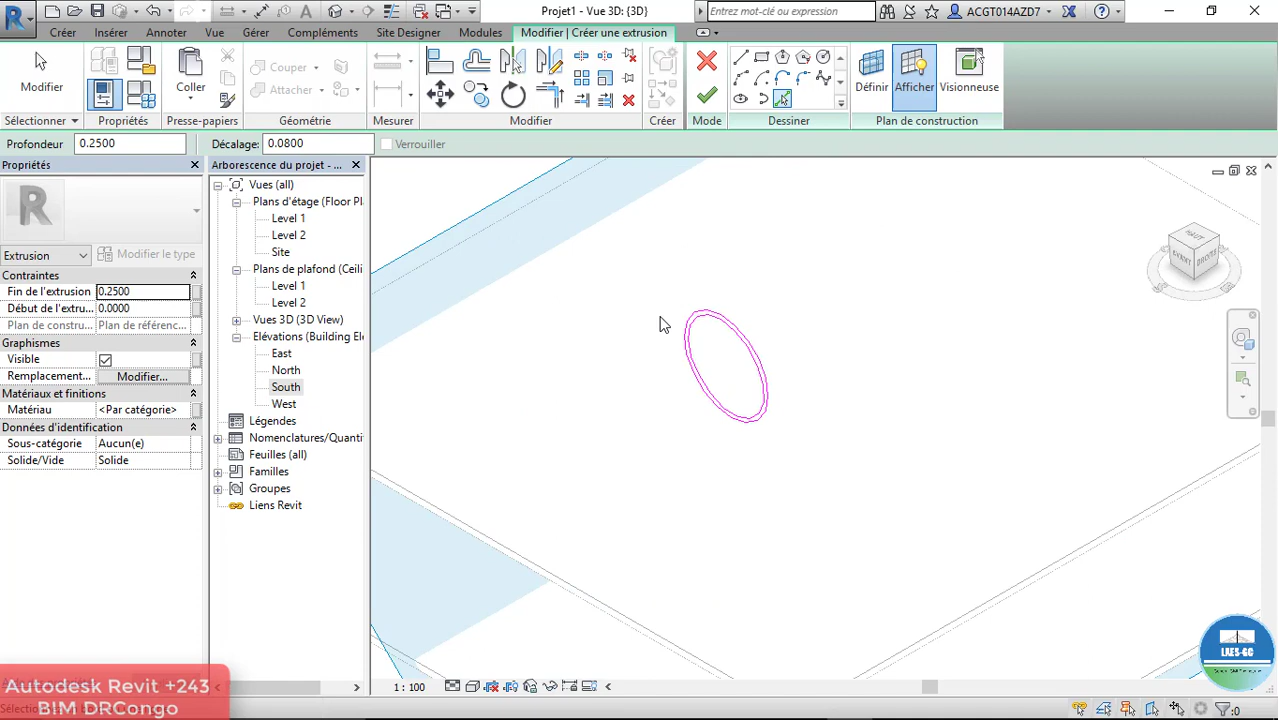 Projet1 - Vue 3D: {3D}
Entrez mot-clé ou expression
ACGT014AZD7
Créer Insérer Annoter Vue Gérer Compléments Site Designer Modules Modifier | Créer une extrusion
Modifier
Coller
Couper
Attacher
Définir Afficher Visionneuse
Sélectionner Propriétés Presse-papiers Géométrie Mesurer Modifier Créer Mode Dessiner Plan de construction
Profondeur 0.2500 Décalage: 0.0800 Verrouiller
Propriétés
Arborescence du projet - ...
R
Extrusion Modifier le type
Contraintes
Fin de l'extrusion 0.2500
Début de l'extru... 0.0000
Plan de constru... Plan de référenc...
Graphismes
Visible
Remplacement... Modifier...
Matériaux et finitions
Matériau <Par catégorie>
Données d'identification
Sous-catégorie Aucun(e)
Solide/Vide Solide
Vues (all)
Plans d'étage (Floor Pl
Level 1
Level 2
Site
Plans de plafond (Ceili
Level 1
Level 2
Vues 3D (3D View)
Elévations (Building El
East
North
South
West
Légendes
Nomenclatures/Quanti
Feuilles (all)
Familles
Groupes
Liens Revit
HAUT
DROITE
1 : 100
:0
LAES-GC
Autodesk Revit +243
BIM DRCongo